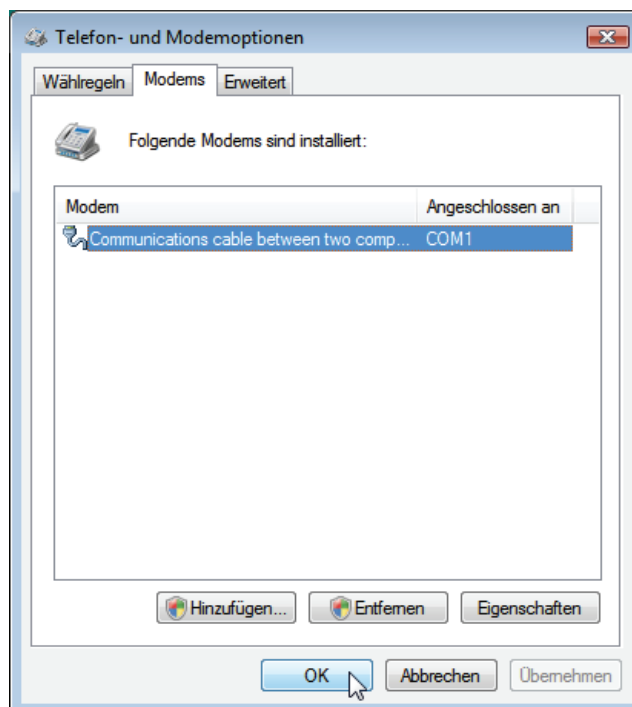 Telefon- und Modemoptionen
Wählregeln Modems Erweitert
Folgende Modems sind installiert:
Modem Angeschlossen an
Communications cable between two comp... COM1
Hinzufügen... Entfernen Eigenschaften
OK Abbrechen Übernehmen